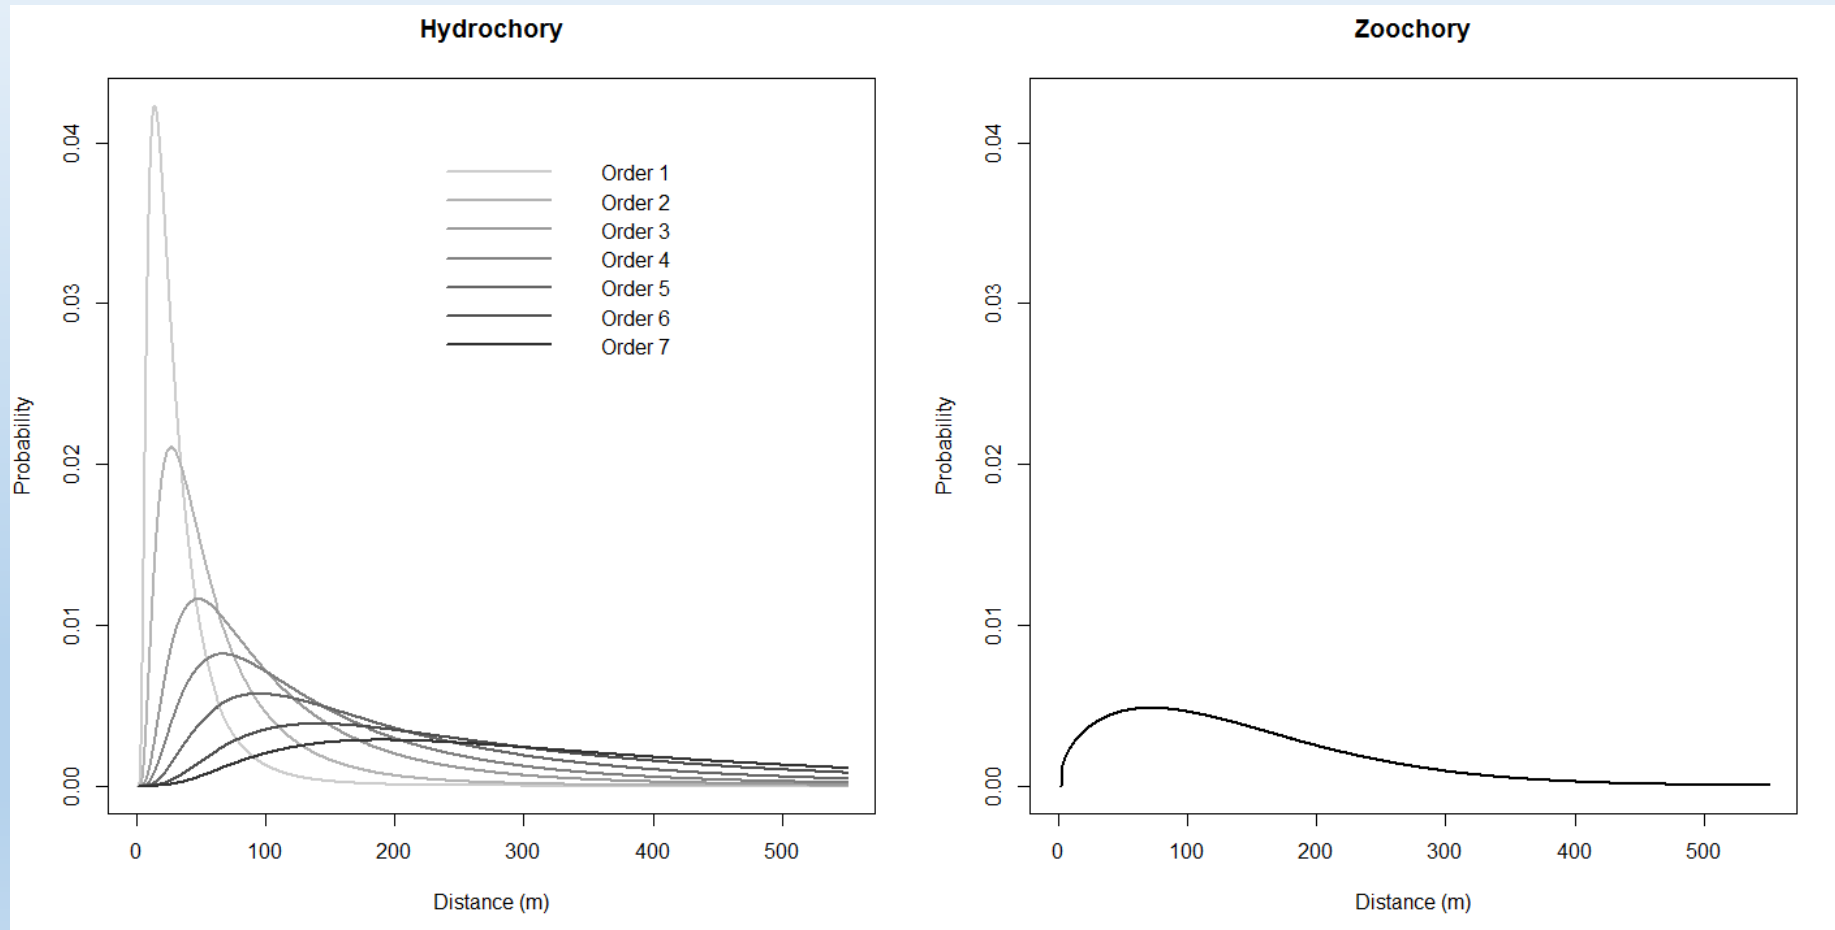 Hydrochory
Probability
0.04
0.03
0.02
0.01
0.00
Order 1
Order 2
Order 3
Order 4
Order 5
Order 6
Order 7
0 100 200 300 400 500
Distance (m)
Zoochory
Probability
0.04
0.03
0.02
0.01
0.00
0 100 200 300 400 500
Distance (m)